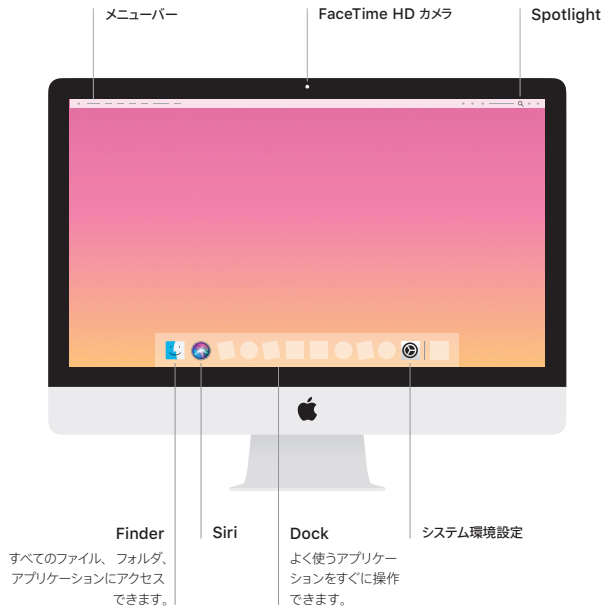 メニューバー
FaceTime HD カメラ
Spotlight
Finder
すべてのファイル、フォルダ、
アプリケーションにアクセス
できます。
Siri
Dock
よく使うアプリケー
ションをすぐに操作
できます。
システム環境設定